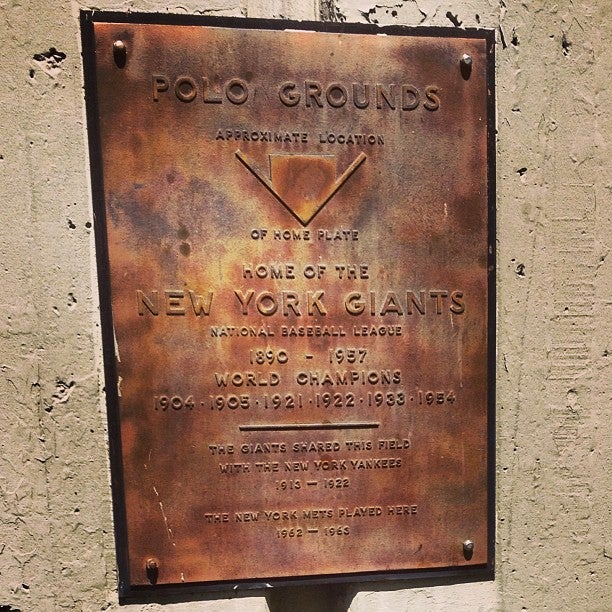 POLO GROUNDS
APPROXIMATE LOCATION
OF HOME PLATE
HOME OF THE
NEW YORK GIANTS
NATIONAL BASEBALL LEAGUE
1890 - 1957
WORLD CHAMPIONS
1904 · 1905 · 1921 · 1922 · 1933 · 1954
THE GIANTS SHARED THIS FIELD
WITH THE NEW YORK YANKEES
1913 — 1922
THE NEW YORK METS PLAYED HERE
1962 — 1963